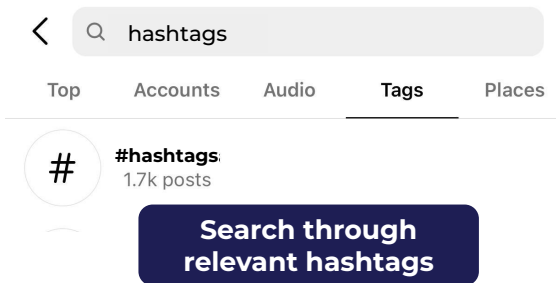 hashtags
Top Accounts Audio Tags Places
#
#hashtags
1.7k posts
Search through
relevant hashtags